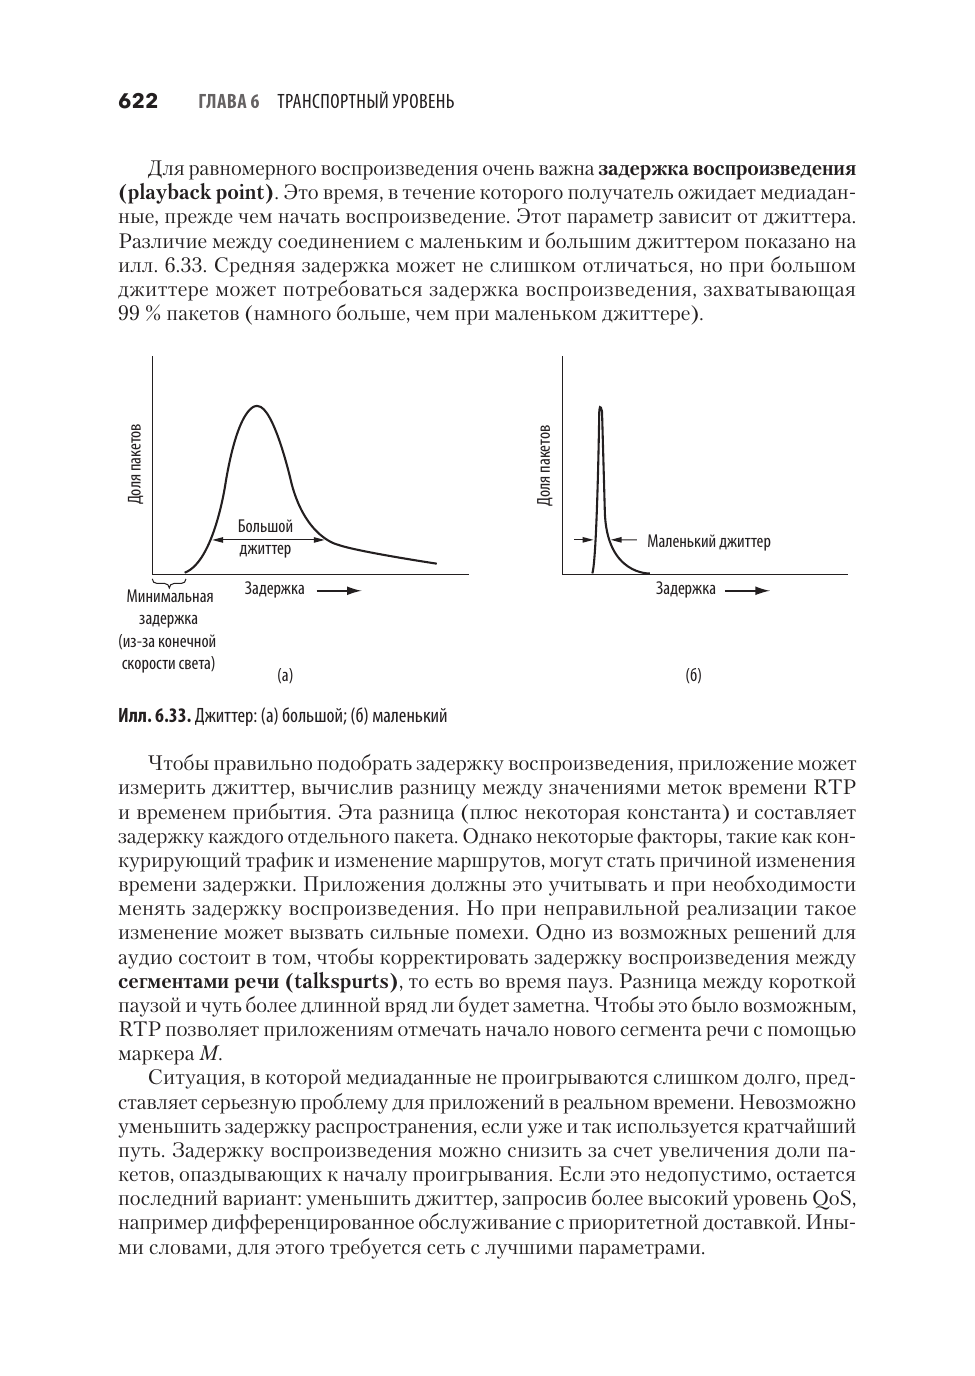 622 ГЛАВА 6 ТРАНСПОРТНЫЙ УРОВЕНЬ
Для равномерного воспроизведения очень важна задержка воспроизведения
(playback point). Это время, в течение которого получатель ожидает медиадан-
ные, прежде чем начать воспроизведение. Этот параметр зависит от джиттера.
Различие между соединением с маленьким и большим джиттером показано на
илл. 6.33. Средняя задержка может не слишком отличаться, но при большом
джиттере может потребоваться задержка воспроизведения, захватывающая
99 % пакетов (намного больше, чем при маленьком джиттере).
Доля пакетов
Большой
джиттер
Задержка
Минимальная
задержка
(из-за конечной
скорости света)
(а)
Доля пакетов
Маленький джиттер
Задержка
(б)
Илл. 6.33. Джиттер: (а) большой; (б) маленький
Чтобы правильно подобрать задержку воспроизведения, приложение может
измерить джиттер, вычислив разницу между значениями меток времени RTP
и временем прибытия. Эта разница (плюс некоторая константа) и составляет
задержку каждого отдельного пакета. Однако некоторые факторы, такие как кон-
курирующий трафик и изменение маршрутов, могут стать причиной изменения
времени задержки. Приложения должны это учитывать и при необходимости
менять задержку воспроизведения. Но при неправильной реализации такое
изменение может вызвать сильные помехи. Одно из возможных решений для
аудио состоит в том, чтобы корректировать задержку воспроизведения между
сегментами речи (talkspurts), то есть во время пауз. Разница между короткой
паузой и чуть более длинной вряд ли будет заметна. Чтобы это было возможным,
RTP позволяет приложениям отмечать начало нового сегмента речи с помощью
маркера M.
Ситуация, в которой медиаданные не проигрываются слишком долго, пред-
ставляет серьезную проблему для приложений в реальном времени. Невозможно
уменьшить задержку распространения, если уже и так используется кратчайший
путь. Задержку воспроизведения можно снизить за счет увеличения доли па-
кетов, опаздывающих к началу проигрывания. Если это недопустимо, остается
последний вариант: уменьшить джиттер, запросив более высокий уровень QoS,
например дифференцированное обслуживание с приоритетной доставкой. Ины-
ми словами, для этого требуется сеть с лучшими параметрами.